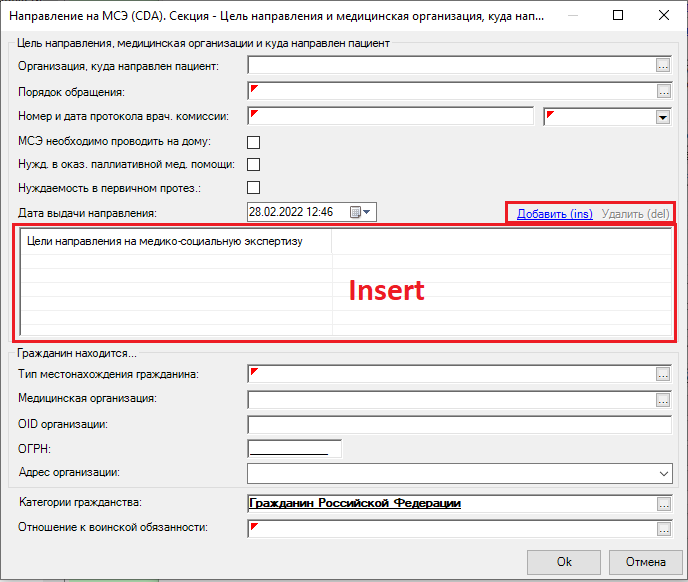 Направление на МСЭ (CDA). Секция - Цель направления и медицинская организация, куда нап...
Цель направления, медицинская организации и куда направлен пациент
Организация, куда направлен пациент:
Порядок обращения:
Номер и дата протокола врач. комиссии:
МСЭ необходимо проводить на дому:
Нужд. в оказ. паллиативной мед. помощи:
Нуждаемость в первичном протез.:
Дата выдачи направления: 28.02.2022 12:46 Добавить (ins) Удалить (del)
Цели направления на медико-социальную экспертизу
Insert
Гражданин находится...
Тип местонахождения гражданина:
Медицинская организация:
OID организации:
ОГРН:
Адрес организации:
Категории гражданства: Гражданин Российской Федерации
Отношение к воинской обязанности:
Ok Отмена